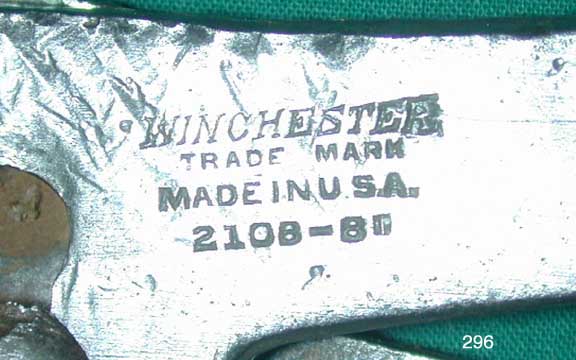 WINCHESTER
TRADE MARK
MADE IN U.S.A.
2108-8
296